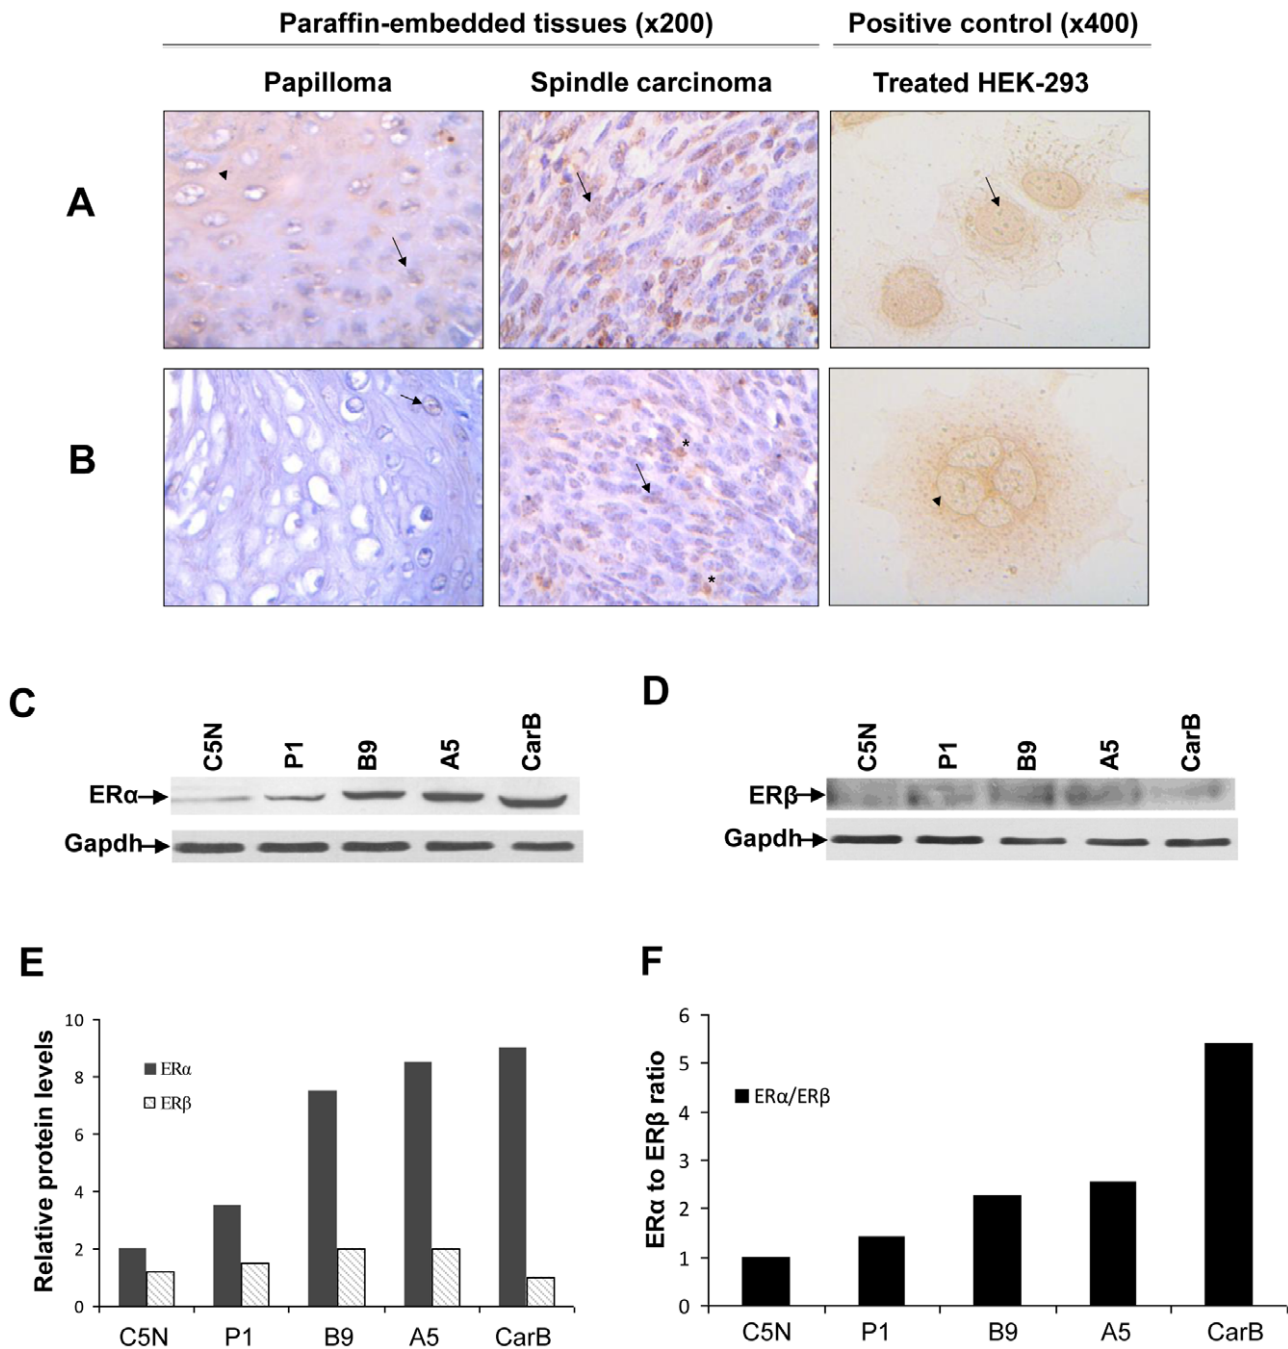 Paraffin-embedded tissues (x200) Positive control (x400)
Papilloma Spindle carcinoma Treated HEK-293
A
B
*
*
C
C5N P1 B9 A5 CarB
ERα
Gapdh
D
C5N P1 B9 A5 CarB
ERβ
Gapdh
E
Relative protein levels
10
8
6
4
2
0
ERα
ERβ
C5N P1 B9 A5 CarB
F
ERα to ERβ ratio
6
5
4
3
2
1
0
ERα/ERβ
C5N P1 B9 A5 CarB